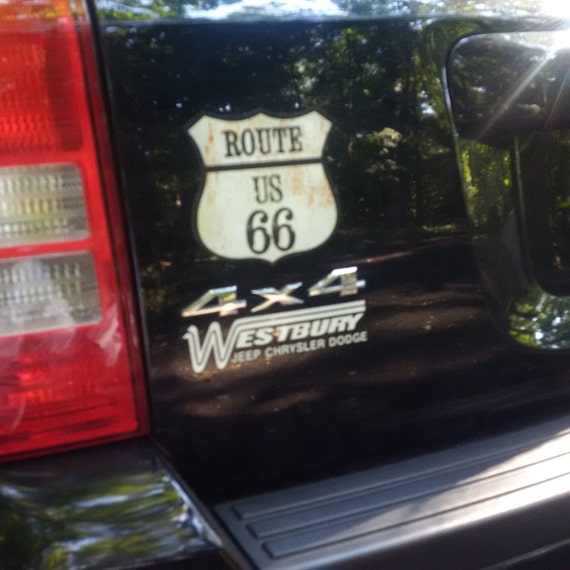 ROUTE
US
66
4x4
WESTBURY
JEEP CHRYSLER DODGE